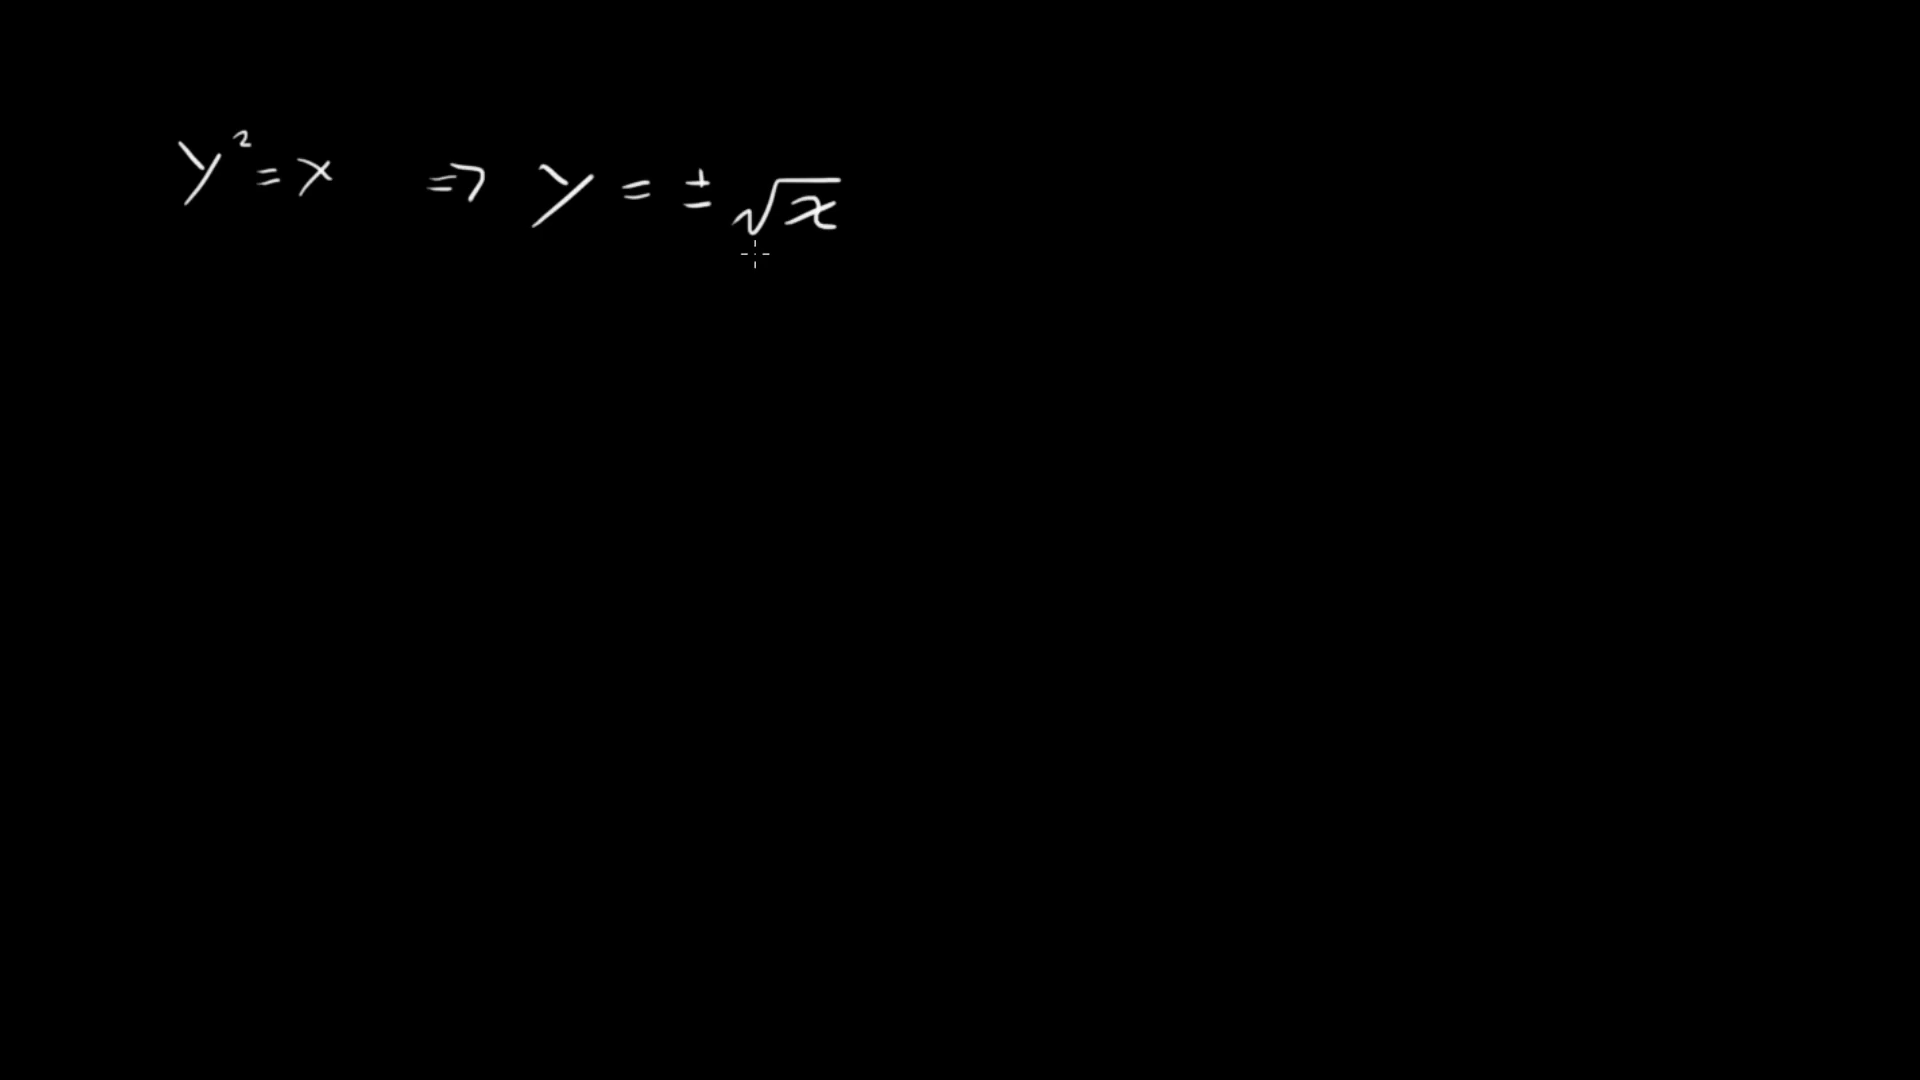 y² = x ⇒ y = ±√x